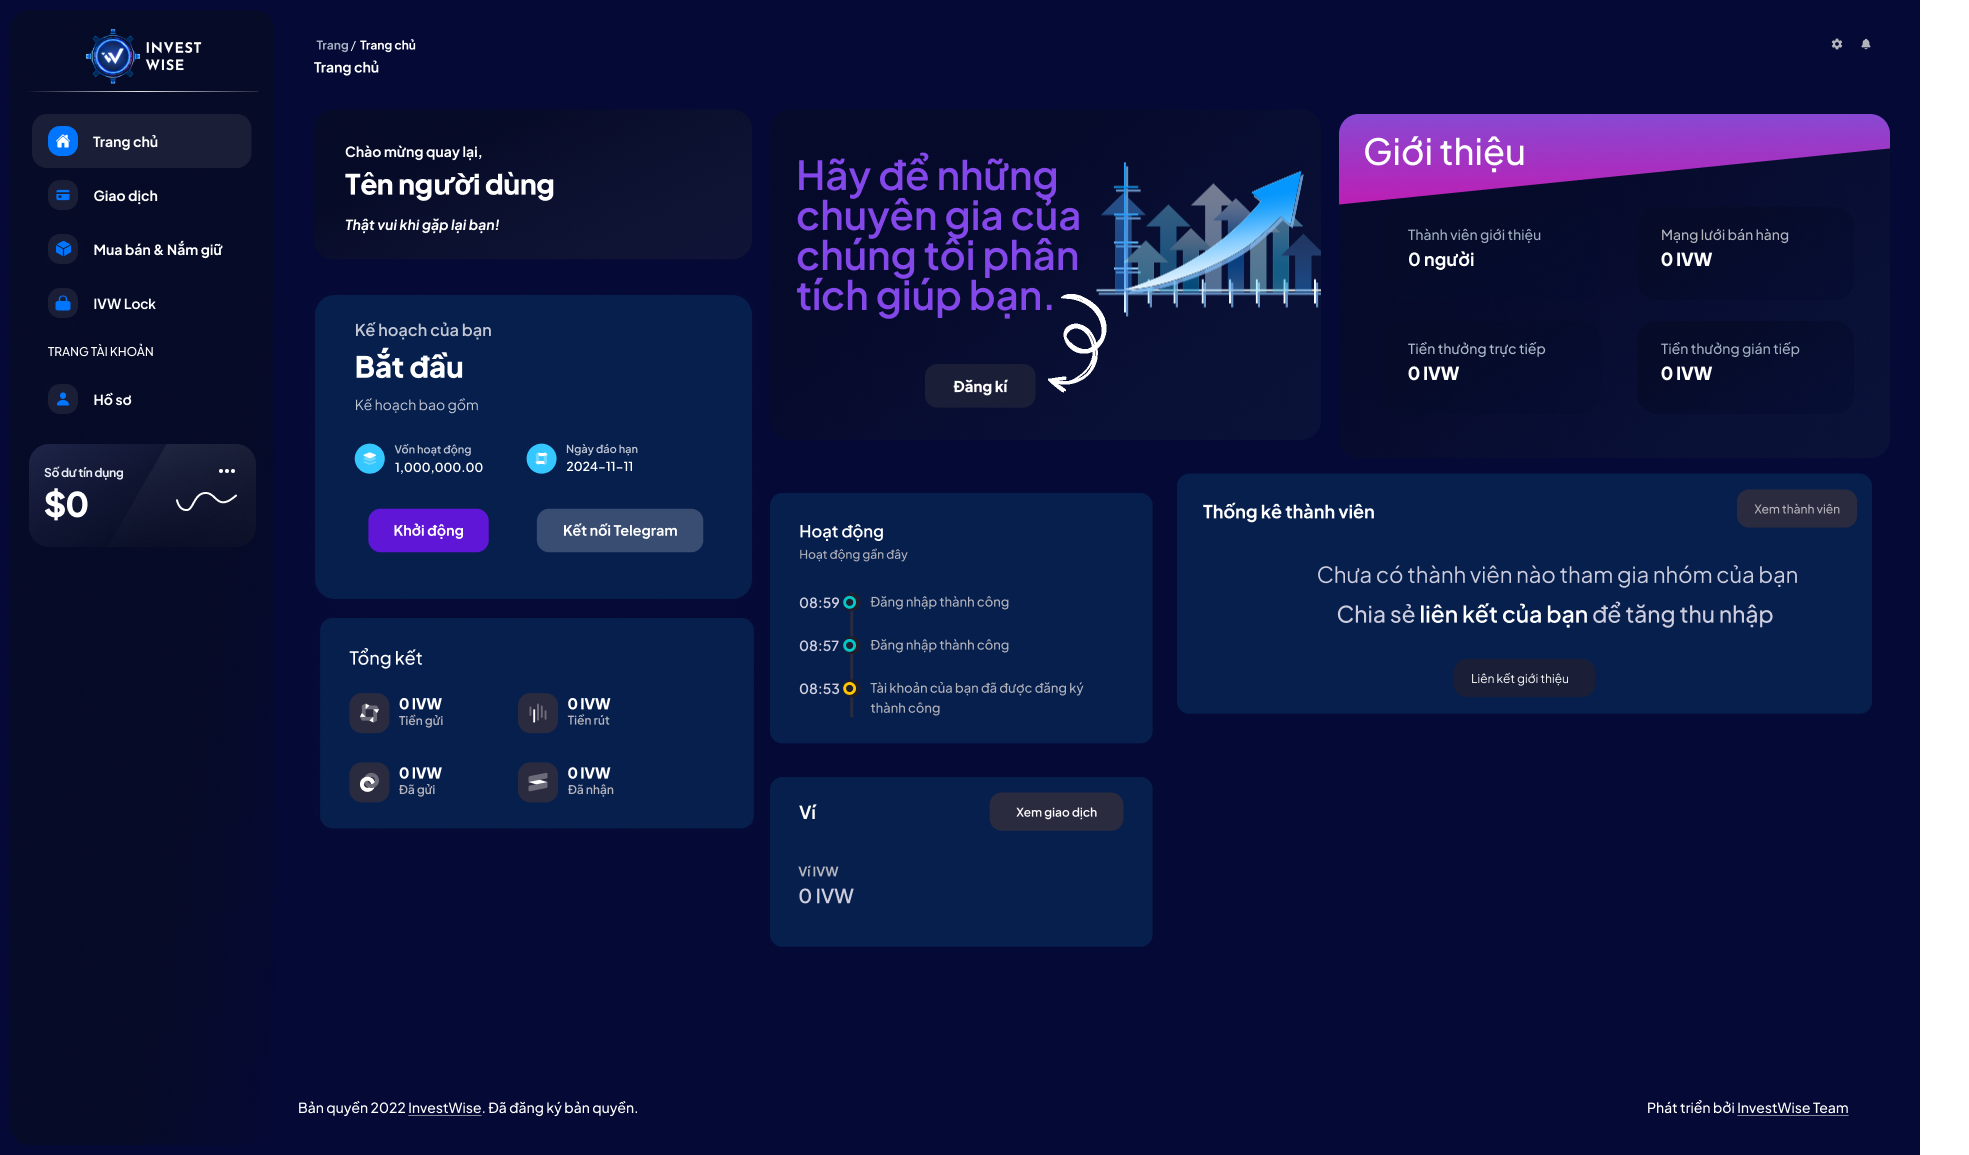 INVEST
WISE
Trang chủ
Giao dịch
Mua bán & Nắm giữ
IVW Lock
TRANG TÀI KHOẢN
Hồ sơ
Số dư tín dụng
$0
Trang / Trang chủ
Trang chủ
Chào mừng quay lại,
Tên người dùng
Thật vui khi gặp lại bạn!
Kế hoạch của bạn
Bắt đầu
Kế hoạch bao gồm
Vốn hoạt động
1,000,000.00
Ngày đáo hạn
2024-11-11
Khởi động
Kết nối Telegram
Tổng kết
0 IVW
Tiền gửi
0 IVW
Tiền rút
0 IVW
Đã gửi
0 IVW
Đã nhận
Hãy để những
chuyên gia của
chúng tôi phân
tích giúp bạn.
Đăng kí
Hoạt động
Hoạt động gần đây
08:59 Đăng nhập thành công
08:57 Đăng nhập thành công
08:53 Tài khoản của bạn đã được đăng ký
thành công
Ví
Xem giao dịch
Ví IVW
0 IVW
Giới thiệu
Thành viên giới thiệu
0 người
Mạng lưới bán hàng
0 IVW
Tiền thưởng trực tiếp
0 IVW
Tiền thưởng gián tiếp
0 IVW
Thống kê thành viên
Xem thành viên
Chưa có thành viên nào tham gia nhóm của bạn
Chia sẻ liên kết của bạn để tăng thu nhập
Liên kết giới thiệu
Bản quyền 2022 InvestWise. Đã đăng ký bản quyền.
Phát triển bởi InvestWise Team